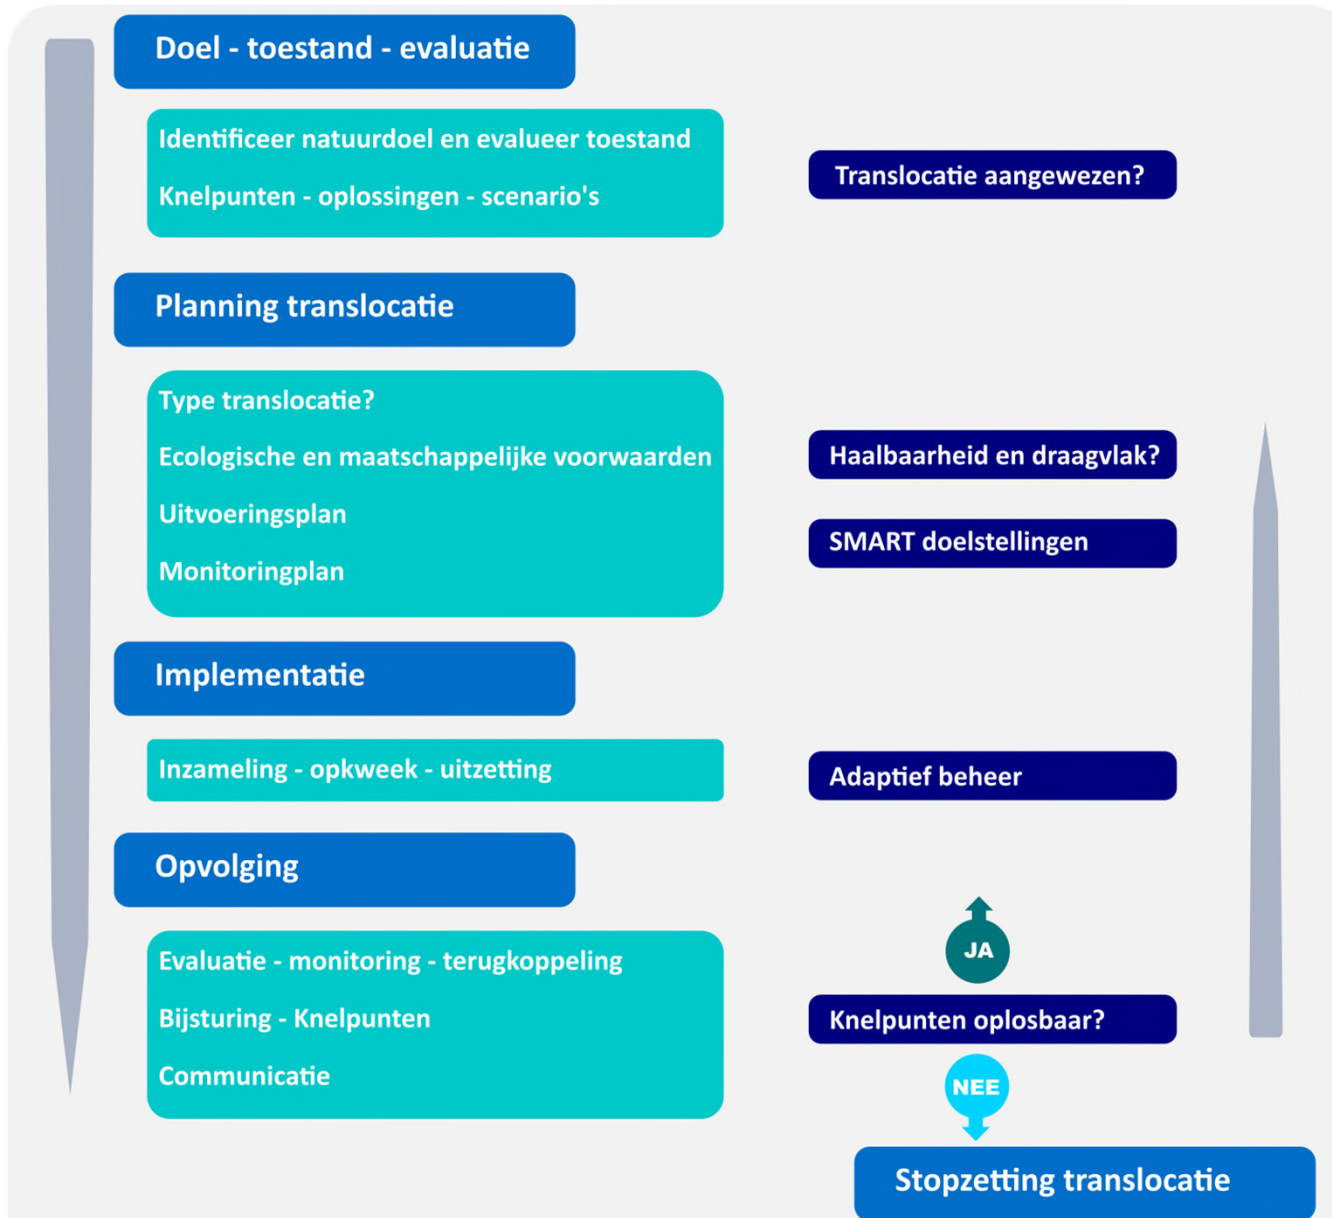 Doel - toestand - evaluatie
Identificeer natuurdoel en evalueer toestand
Knelpunten - oplossingen - scenario's
Translocatie aangewezen?
Planning translocatie
Type translocatie?
Ecologische en maatschappelijke voorwaarden
Uitvoeringsplan
Monitoringplan
Haalbaarheid en draagvlak?
SMART doelstellingen
Implementatie
Inzameling - opkweek - uitzetting
Adaptief beheer
Opvolging
Evaluatie - monitoring - terugkoppeling
Bijsturing - Knelpunten
Communicatie
JA
Knelpunten oplosbaar?
NEE
Stopzetting translocatie